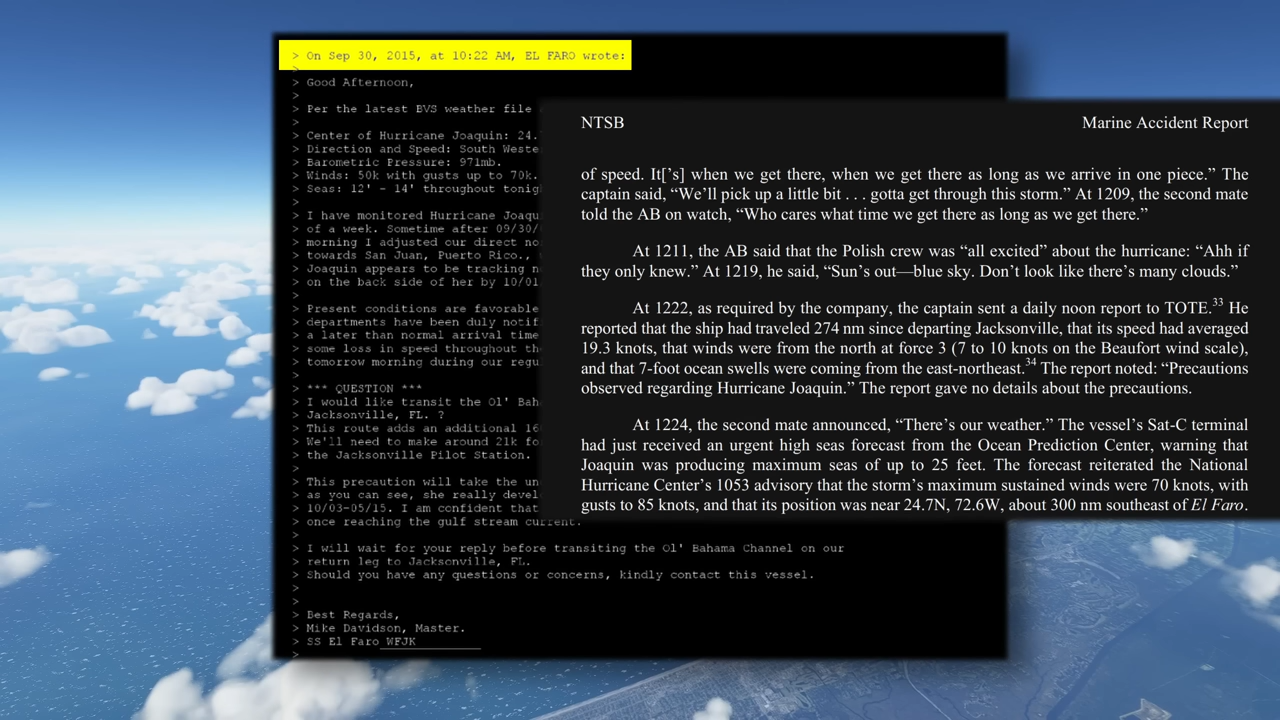 > On Sep 30, 2015, at 10:22 AM, EL FARO wrote:
>
> Good Afternoon,
>
> Per the latest BVS weather file
>
> Center of Hurricane Joaquin: 24.
> Direction and Speed: South Weste
> Barometric Pressure: 971mb.
> Winds: 50k with gusts up to 70k.
> Seas: 12' - 14' throughout tonig
>
> I have monitored Hurricane Joaqu
> of a week. Sometime after 09/30/
> morning I adjusted our direct no
> towards San Juan, Puerto Rico.,
> Joaquin appears to be tracking n
> on the back side of her by 10/01
>
> Present conditions are favorable
> departments have been duly notif
> a later than normal arrival time
> some loss in speed throughout th
> tomorrow morning during our regu
>
> *** QUESTION ***
> I would like transit the Ol' Bah
> Jacksonville, FL. ?
> This route adds an additional 16
> We'll need to make around 21k fo
> the Jacksonville Pilot Station.
>
> This precaution will take the un
> as you can see, she really devel
> 10/03-05/15. I am confident that
> once reaching the gulf stream current.
>
> I will wait for your reply before transiting the Ol' Bahama Channel on our
> return leg to Jacksonville, FL.
> Should you have any questions or concerns, kindly contact this vessel.
>
>
> Best Regards,
> Mike Davidson, Master.
> SS El Faro WFJK
>
NTSB Marine Accident Report
of speed. It['s] when we get there, when we get there as long as we arrive in one piece.” The
captain said, “We’ll pick up a little bit . . . gotta get through this storm.” At 1209, the second mate
told the AB on watch, “Who cares what time we get there as long as we get there.”
At 1211, the AB said that the Polish crew was “all excited” about the hurricane: “Ahh if
they only knew.” At 1219, he said, “Sun’s out—blue sky. Don’t look like there’s many clouds.”
At 1222, as required by the company, the captain sent a daily noon report to TOTE.33 He
reported that the ship had traveled 274 nm since departing Jacksonville, that its speed had averaged
19.3 knots, that winds were from the north at force 3 (7 to 10 knots on the Beaufort wind scale),
and that 7-foot ocean swells were coming from the east-northeast.34 The report noted: “Precautions
observed regarding Hurricane Joaquin.” The report gave no details about the precautions.
At 1224, the second mate announced, “There’s our weather.” The vessel’s Sat-C terminal
had just received an urgent high seas forecast from the Ocean Prediction Center, warning that
Joaquin was producing maximum seas of up to 25 feet. The forecast reiterated the National
Hurricane Center’s 1053 advisory that the storm’s maximum sustained winds were 70 knots, with
gusts to 85 knots, and that its position was near 24.7N, 72.6W, about 300 nm southeast of El Faro.